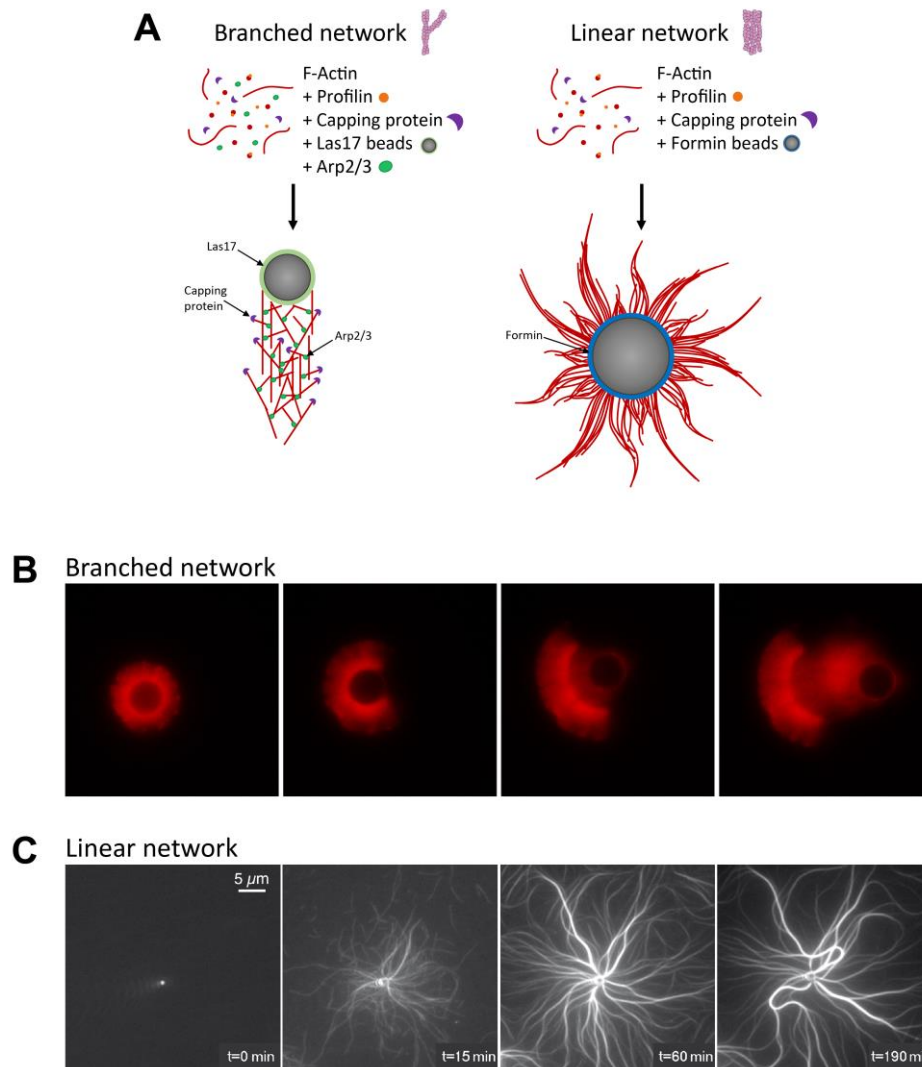 A
Branched network
Linear network
F-Actin
+ Profilin
+ Capping protein
+ Las17 beads
+ Arp2/3
F-Actin
+ Profilin
+ Capping protein
+ Formin beads
Las17
Capping
protein
Arp2/3
Formin
B
Branched network
C
Linear network
5 µm
t=0 min
t=15 min
t=60 min
t=190 m